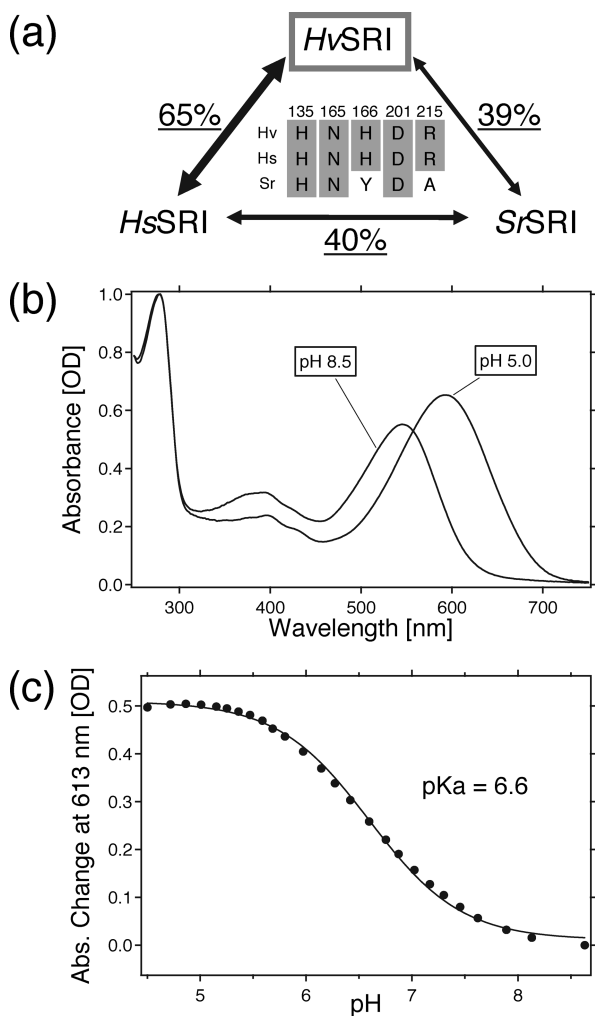 (a)
HvSRI
65%
39%
135 165 166 201 215
Hv H N H D R
Hs H N H D R
Sr H N Y D A
HsSRI
SrSRI
40%
(b)
1.0
0.8
0.6
0.4
0.2
0.0
Absorbance [OD]
pH 8.5
pH 5.0
300 400 500 600 700
Wavelength [nm]
(c)
0.5
0.4
0.3
0.2
0.1
0.0
Abs. Change at 613 nm [OD]
pKa = 6.6
5 6 7 8
pH